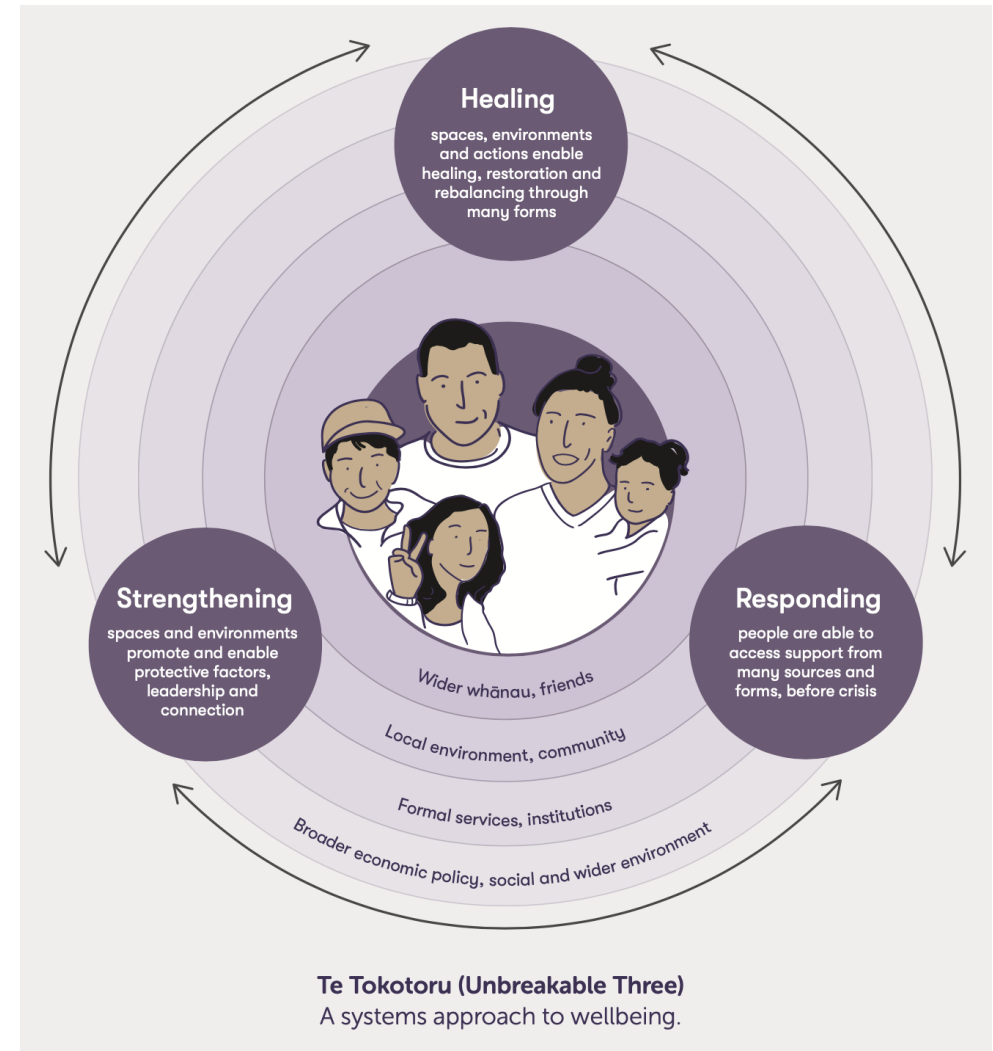 Healing
spaces, environments
and actions enable
healing, restoration and
rebalancing through
many forms
Strengthening
spaces and environments
promote and enable
protective factors,
leadership and
connection
Responding
people are able to
access support from
many sources and
forms, before crisis
Wider whānau, friends
Local environment, community
Formal services, institutions
Broader economic policy, social and wider environment
Te Tokotoru (Unbreakable Three)
A systems approach to wellbeing.